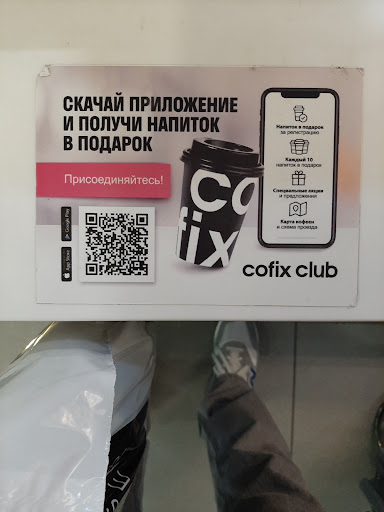 СКАЧАЙ ПРИЛОЖЕНИЕ
И ПОЛУЧИ НАПИТОК
В ПОДАРОК
Присоединяйтесь!
Google Play
App Store
co
fix
Напиток в подарок
за регистрацию
Каждый 10
напиток в подарок
Специальные акции
и предложения
Карта кофеен
и схема проезда
cofix club